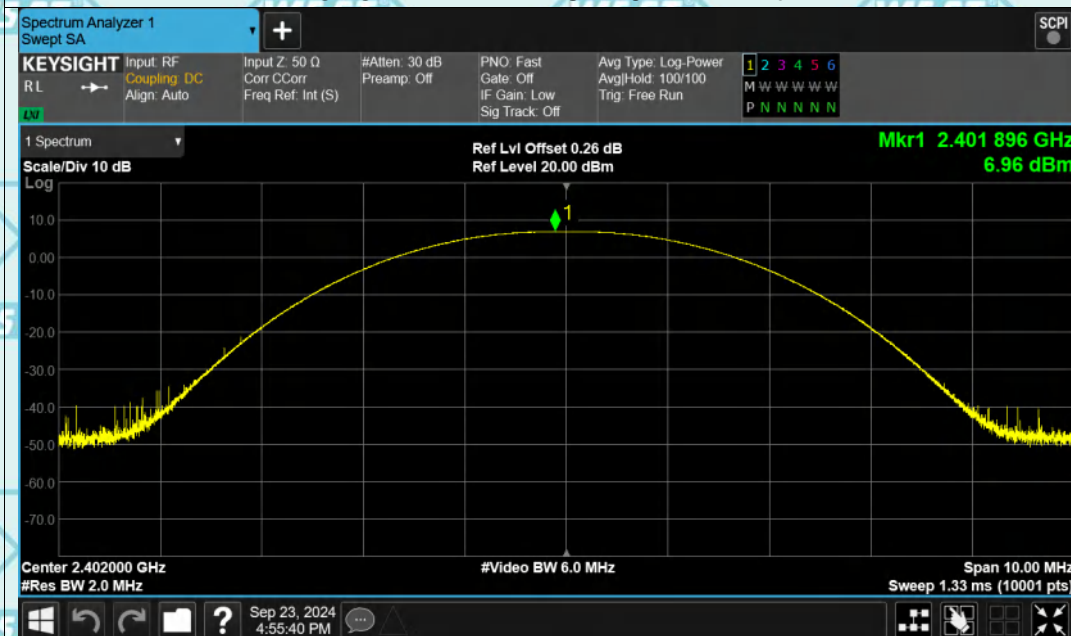 Spectrum Analyzer 1
Swept SA
+
SCPI
KEYSIGHT
RL
LXI
Input: RF
Coupling: DC
Align: Auto
Input Z: 50 Ω
Corr CCorr
Freq Ref: Int (S)
#Atten: 30 dB
Preamp: Off
PNO: Fast
Gate: Off
IF Gain: Low
Sig Track: Off
Avg Type: Log-Power
Avg|Hold: 100/100
Trig: Free Run
1 2 3 4 5 6
M W W W W W
P N N N N N
1 Spectrum
Scale/Div 10 dB
Ref Lvl Offset 0.26 dB
Ref Level 20.00 dBm
Mkr1 2.401 896 GHz
6.96 dBm
Log
1
10.0
0.00
-10.0
-20.0
-30.0
-40.0
-50.0
-60.0
-70.0
Center 2.402000 GHz
#Video BW 6.0 MHz
Span 10.00 MHz
#Res BW 2.0 MHz
Sweep 1.33 ms (10001 pts)
?
Sep 23, 2024
4:55:40 PM